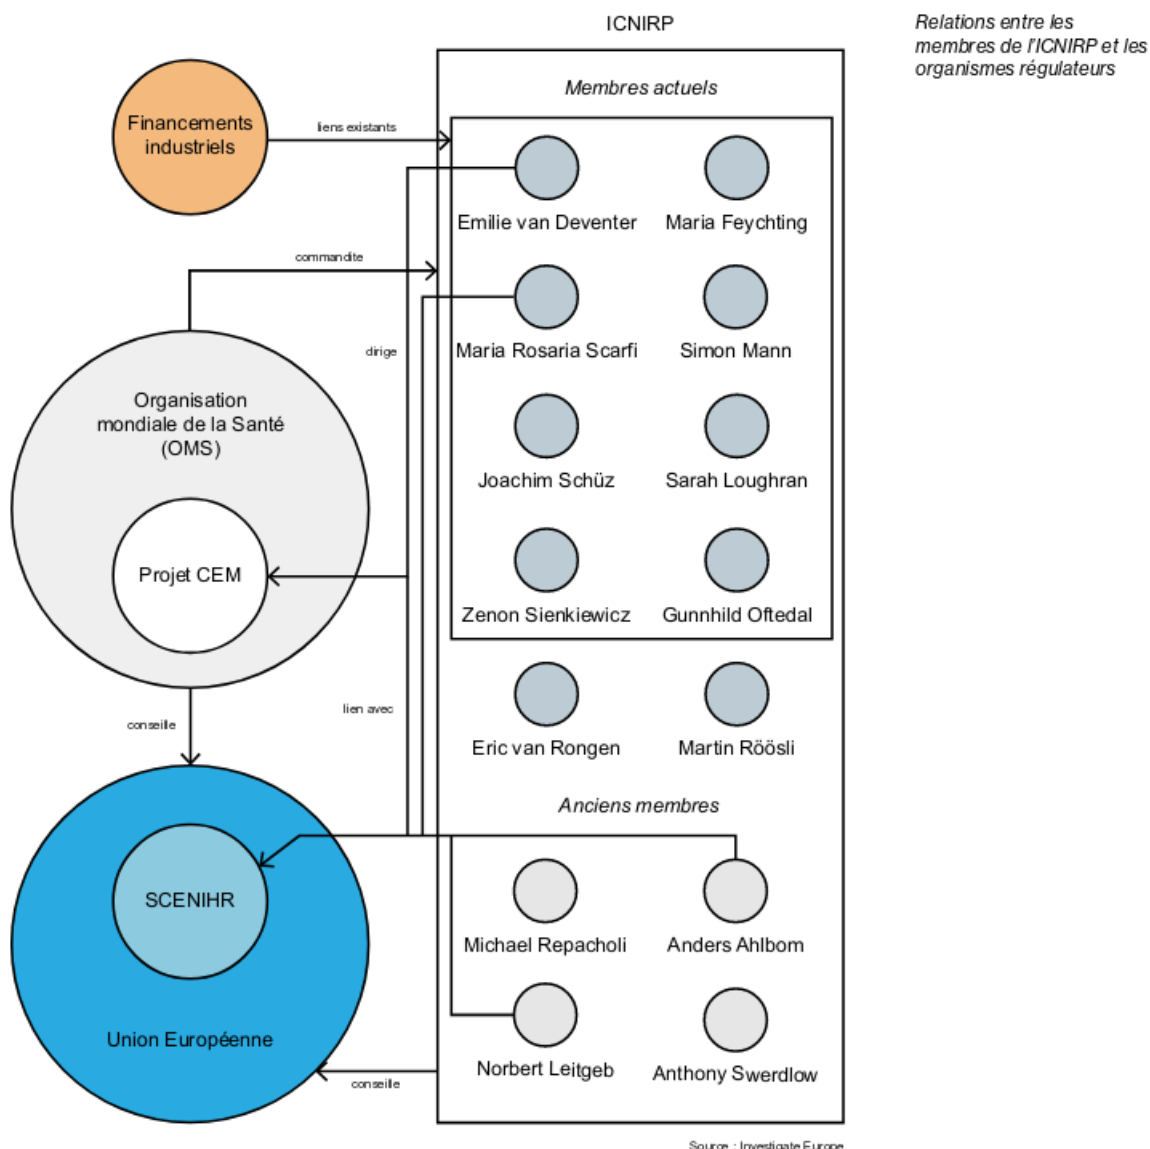 ICNIRP
Relations entre les
membres de l'ICNIRP et les
organismes régulateurs
Membres actuels
Financements
industriels
liens existants
Emilie van Deventer
Maria Feychting
commandite
dirige
Maria Rosaria Scarfi
Simon Mann
Organisation
mondiale de la Santé
(OMS)
Joachim Schüz
Sarah Loughran
Projet CEM
Zenon Sienkiewicz
Gunnhild Oftedal
lien avec
conseille
Eric van Rongen
Martin Röösli
Anciens membres
SCENIHR
Michael Repacholi
Anders Ahlbom
Union Européenne
Norbert Leitgeb
Anthony Swerdlow
conseille
Source : Investigate Europe